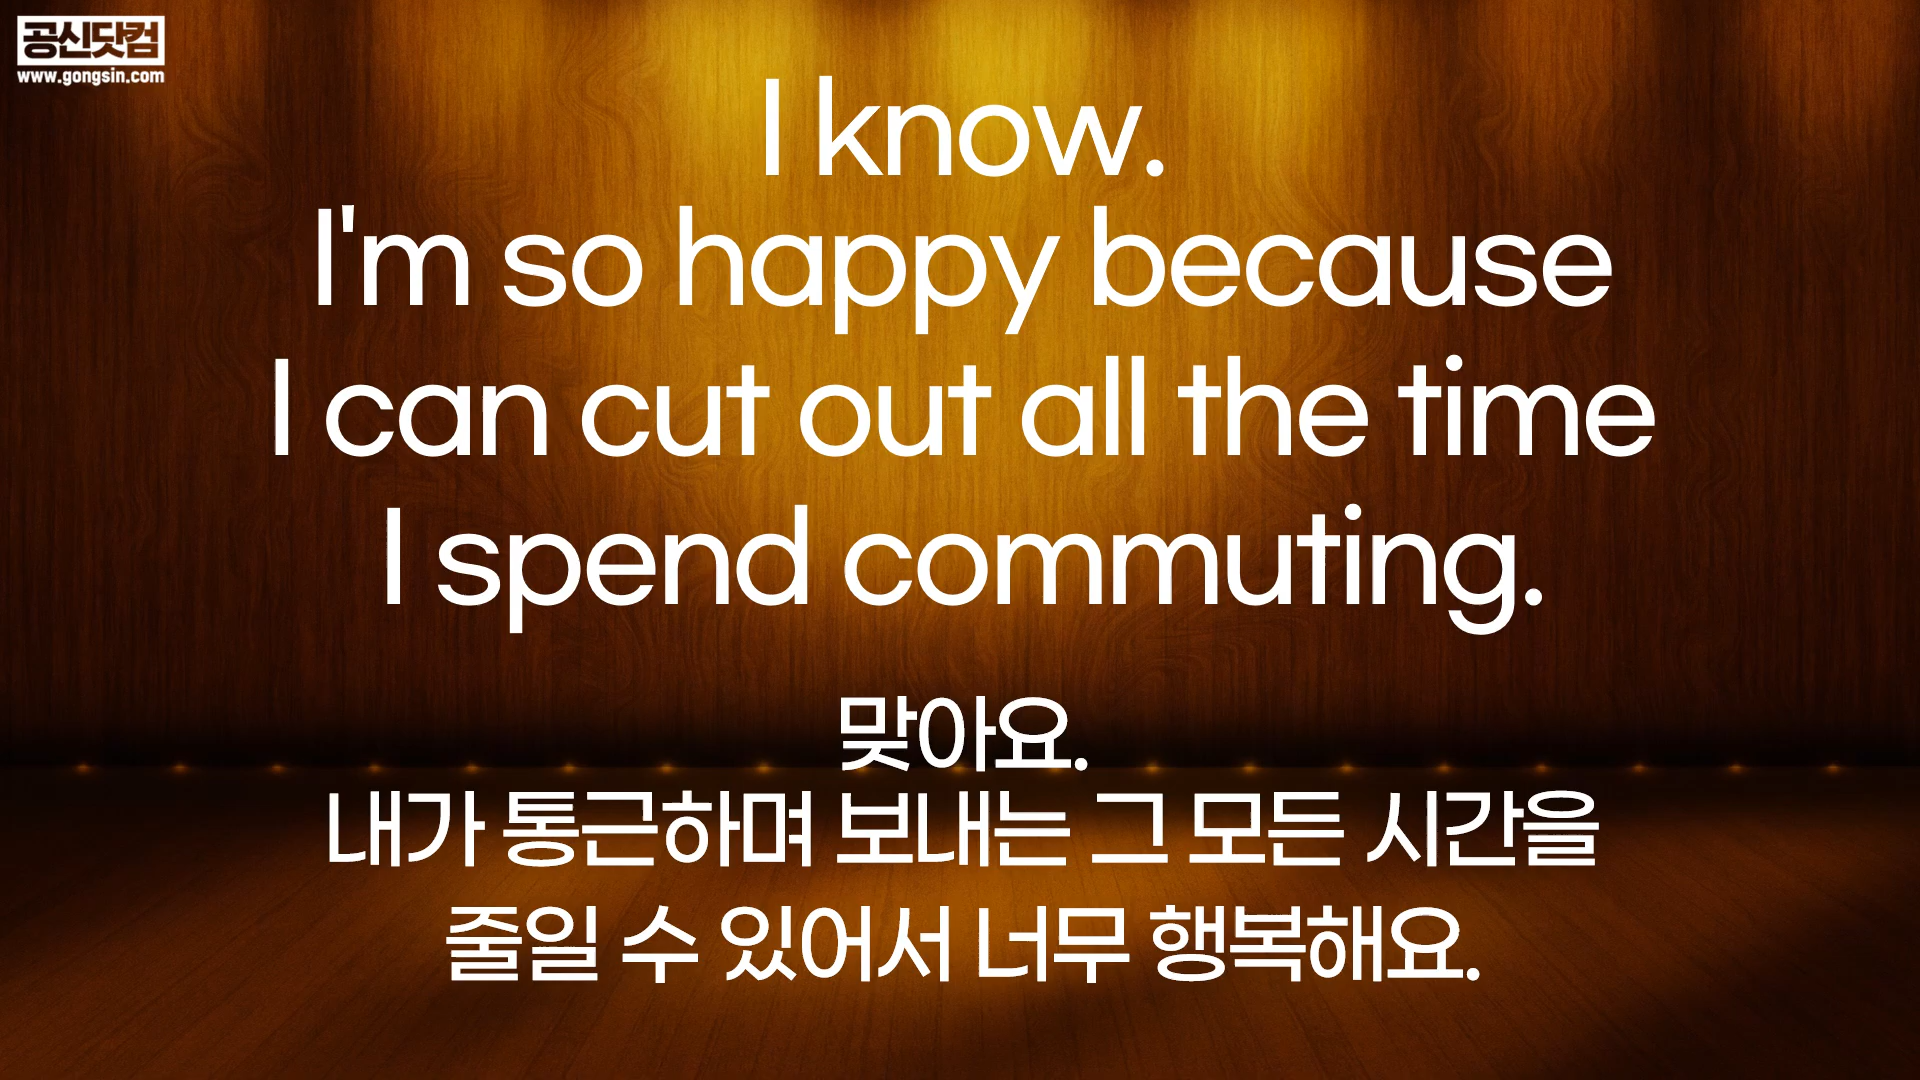 공신닷컴
www.gongsin.com
I know.
I'm so happy because
I can cut out all the time
I spend commuting.
맞아요.
내가 통근하며 보내는 그 모든 시간을
줄일 수 있어서 너무 행복해요.